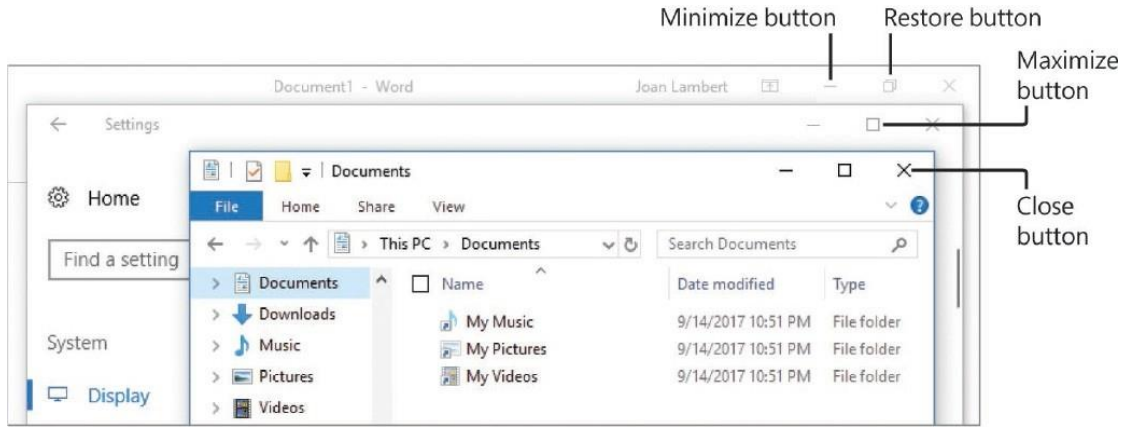 Minimize button Restore button
Maximize
button
Document1 - Word Joan Lambert
Settings
Documents
Home
File Home Share View
Close
button
This PC Documents Search Documents
Find a setting
Documents Name Date modified Type
Downloads My Music 9/14/2017 10:51 PM File folder
System
Music My Pictures 9/14/2017 10:51 PM File folder
Pictures My Videos 9/14/2017 10:51 PM File folder
Display
Videos